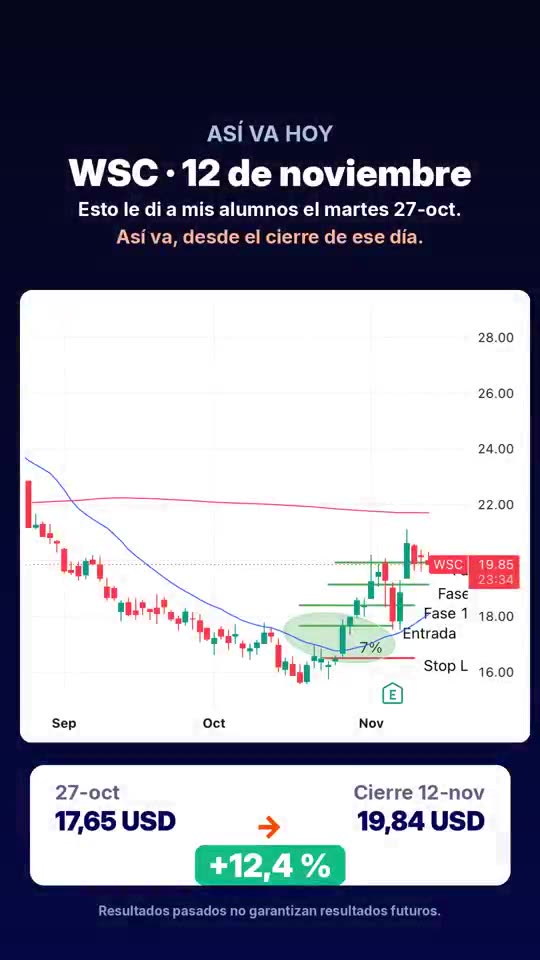 ASÍ VA HOY
WSC · 12 de noviembre
Esto le di a mis alumnos el martes 27-oct.
Así va, desde el cierre de ese día.
28.00
26.00
24.00
22.00
WSC 19.85
23:34
Fase
18.00
Fase 1
Entrada
7%
Stop L
16.00
E
Sep Oct Nov
27-oct Cierre 12-nov
17,65 USD → 19,84 USD
+12,4 %
Resultados pasados no garantizan resultados futuros.